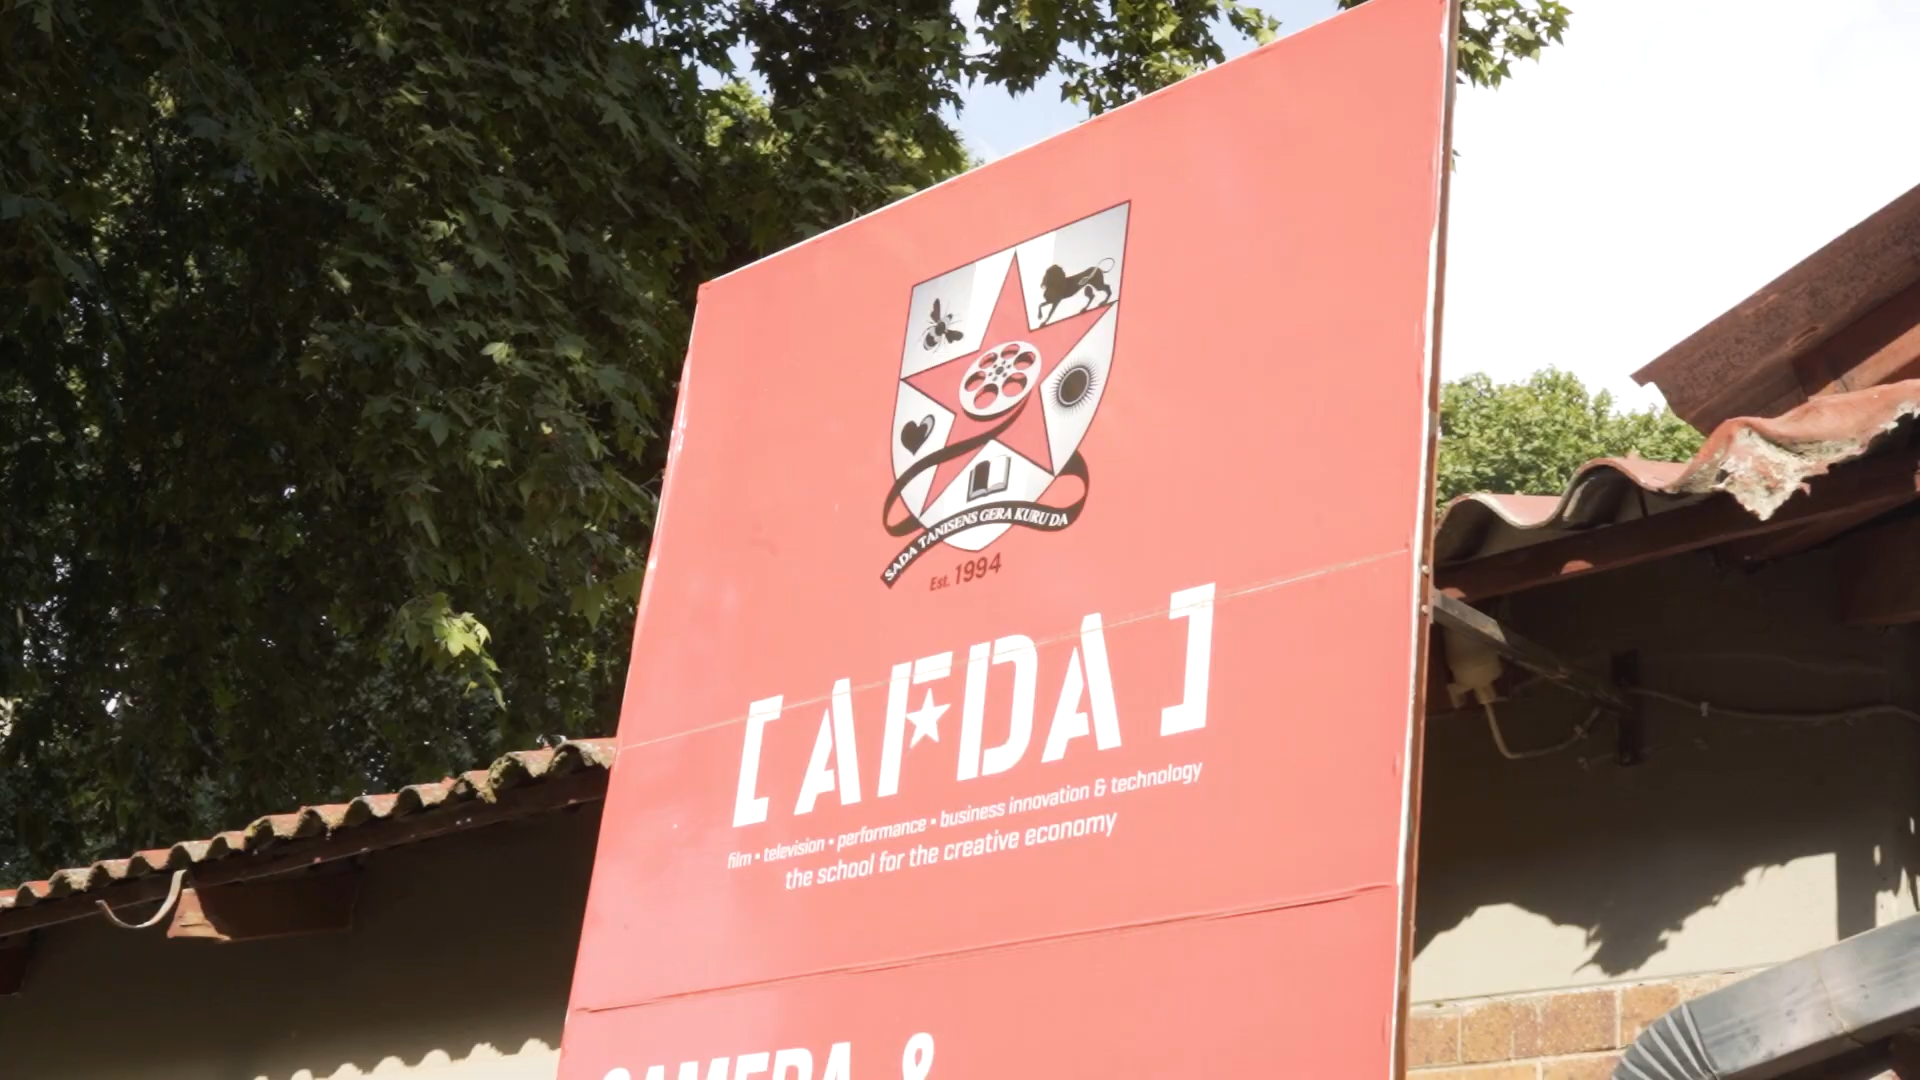 SADA TANISENS GERA KURU DA
Est. 1994
[AFDA]
film • television • performance • business innovation & technology
the school for the creative economy
CAMERA &